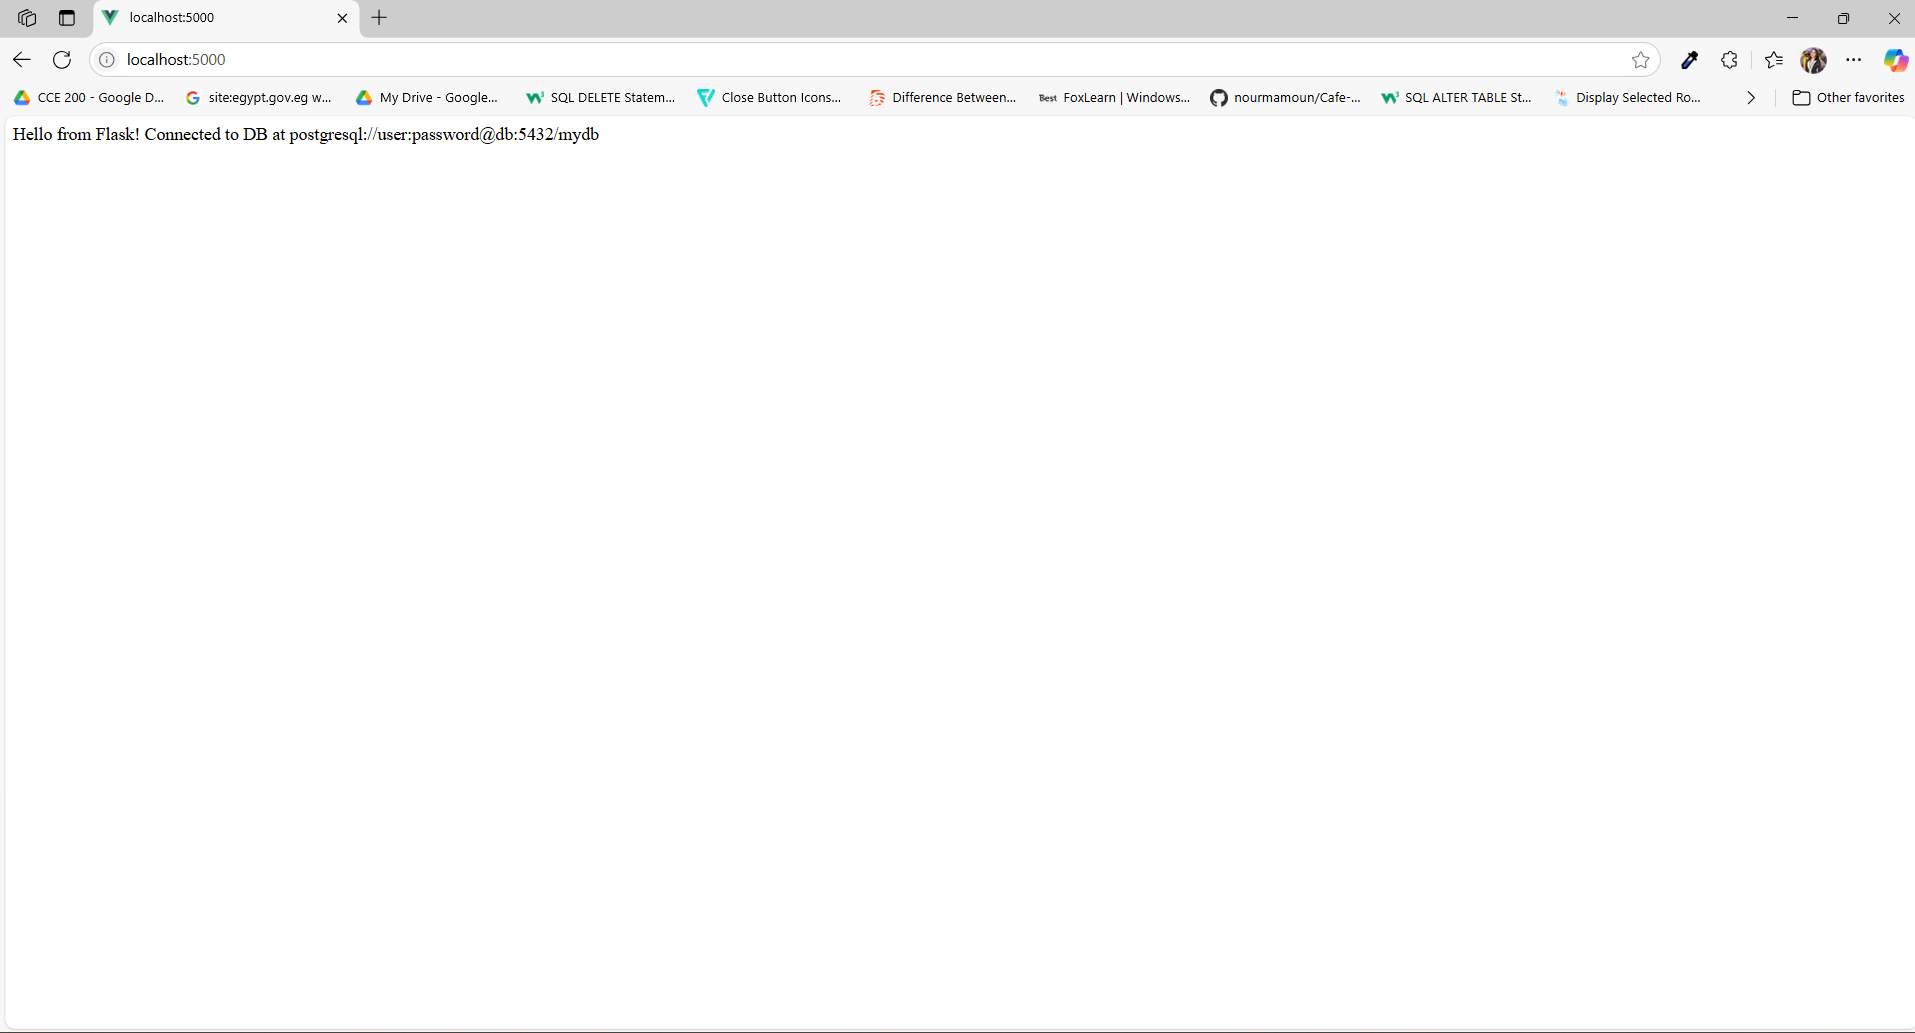 localhost:5000
localhost:5000
CCE 200 - Google D...
site:egypt.gov.eg w...
My Drive - Google...
SQL DELETE Statem...
Close Button Icons...
Difference Between...
Best FoxLearn | Windows...
nourmamoun/Cafe-...
SQL ALTER TABLE St...
Display Selected Ro...
Other favorites
Hello from Flask! Connected to DB at postgresql://user:password@db:5432/mydb